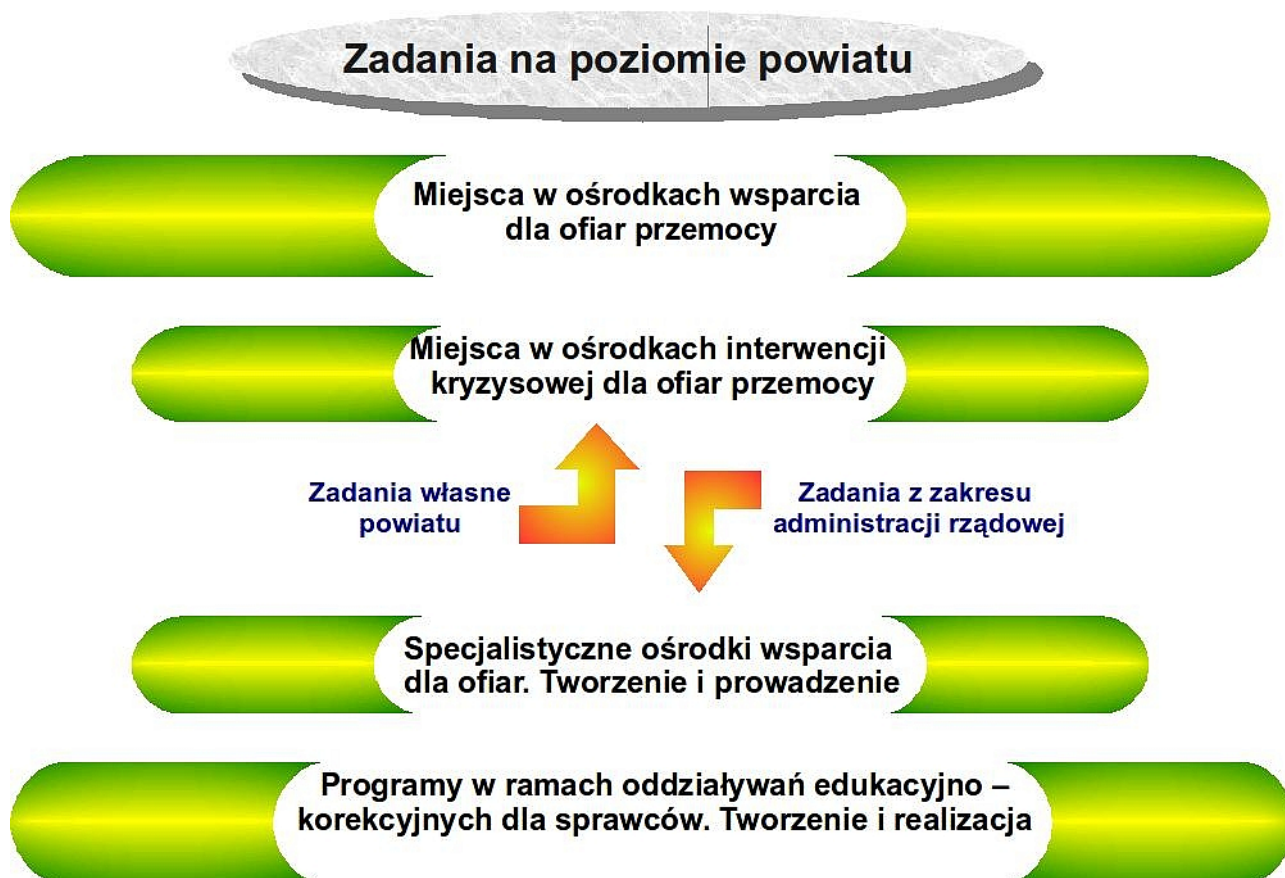 Zadania na poziomie powiatu
Miejsca w ośrodkach wsparcia
dla ofiar przemocy
Miejsca w ośrodkach interwencji
kryzysowej dla ofiar przemocy
Zadania własne
powiatu
Zadania z zakresu
administracji rządowej
Specjalistyczne ośrodki wsparcia
dla ofiar. Tworzenie i prowadzenie
Programy w ramach oddziaływań edukacyjno –
korekcyjnych dla sprawców. Tworzenie i realizacja